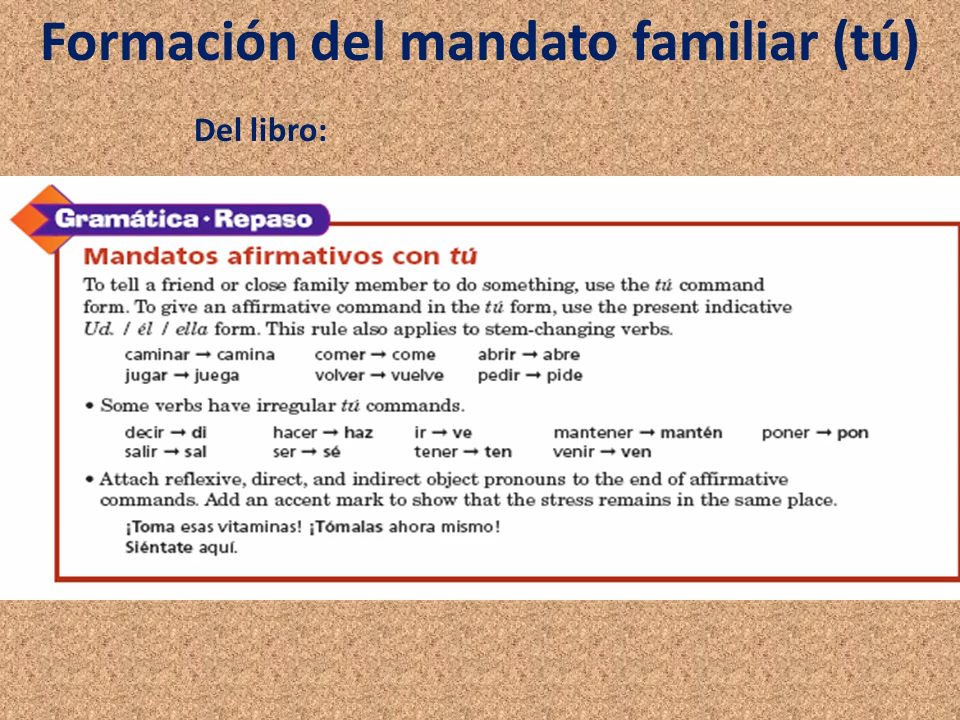 Formación del mandato familiar (tú)
Del libro:
Gramática · Repaso
Mandatos afirmativos con tú
To tell a friend or close family member to do something, use the tú command
form. To give an affirmative command in the tú form, use the present indicative
Ud. / él / ella form. This rule also applies to stem-changing verbs.
caminar → camina comer → come abrir → abre
jugar → juega volver → vuelve pedir → pide
• Some verbs have irregular tú commands.
decir → di hacer → haz ir → ve mantener → mantén poner → pon
salir → sal ser → sé tener → ten venir → ven
• Attach reflexive, direct, and indirect object pronouns to the end of affirmative
commands. Add an accent mark to show that the stress remains in the same place.
¡Toma esas vitaminas! ¡Tómalas ahora mismo!
Siéntate aquí.